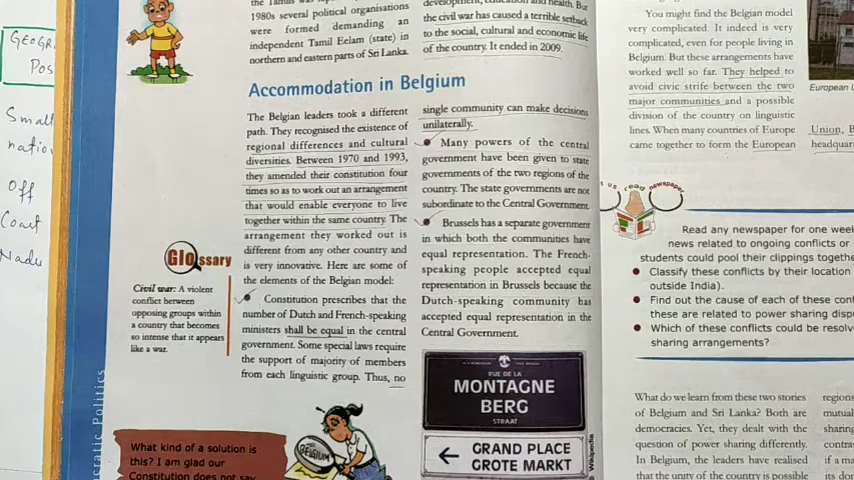 GEOGR
Pos
Small
natio
Off
Coast
Nadu
1980s several political organisations
were formed demanding an
independent Tamil Eelam (state) in
northern and eastern parts of Sri Lanka.
the civil war has caused a terrible setback
to the social, cultural and economic life
of the country. It ended in 2009.
Accommodation in Belgium
The Belgian leaders took a different
path. They recognised the existence of
regional differences and cultural
diversities. Between 1970 and 1993,
they amended their constitution four
times so as to work out an arrangement
that would enable everyone to live
together within the same country. The
arrangement they worked out is
different from any other country and
is very innovative. Here are some of
the elements of the Belgian model:
Constitution prescribes that the
number of Dutch and French-speaking
ministers shall be equal in the central
government. Some special laws require
the support of majority of members
from each linguistic group. Thus, no
single community can make decisions
unilaterally.
Many powers of the central
government have been given to state
governments of the two regions of the
country. The state governments are not
subordinate to the Central Government.
Brussels has a separate government
in which both the communities have
equal representation. The French-
speaking people accepted equal
representation in Brussels because the
Dutch-speaking community has
accepted equal representation in the
Central Government.
Glossary
Civil war: A violent
conflict between
opposing groups within
a country that becomes
so intense that it appears
like a war.
cratic Politics
What kind of a solution is
this? I am glad our
Constitution does not say
BELGIUM
RUE DE LA
MONTAGNE
BERG
STRAAT
GRAND PLACE
GROTE MARKT
Wikipedia
You might find the Belgian model
very complicated. It indeed is very
complicated, even for people living in
Belgium. But these arrangements have
worked well so far. They helped to
avoid civic strife between the two
major communities and a possible
division of the country on linguistic
lines. When many countries of Europe
came together to form the European
European U
Union, B
headquar
us read newspaper
Read any newspaper for one week
news related to ongoing conflicts or
students could pool their clippings togethe
Classify these conflicts by their location
outside India).
Find out the cause of each of these conf
these are related to power sharing disp
Which of these conflicts could be resolv
sharing arrangements?
What do we learn from these two stories
of Belgium and Sri Lanka? Both are
democracies. Yet, they dealt with the
question of power sharing differently.
In Belgium, the leaders have realised
that the unity of the country is possible
regions
mutual
sharing
contras
if a ma
its don